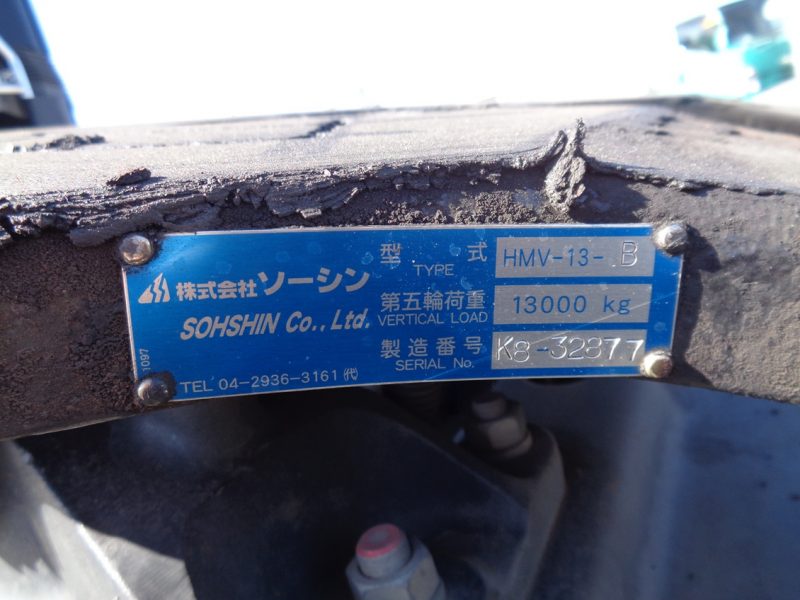 株式会社ソーシン
SOHSHIN Co., Ltd.
TEL 04-2936-3161 ㈹
1097
型 式 HMV-13-B
TYPE
第五輪荷重 13000 kg
VERTICAL LOAD
製造番号 K8-32877
SERIAL No.